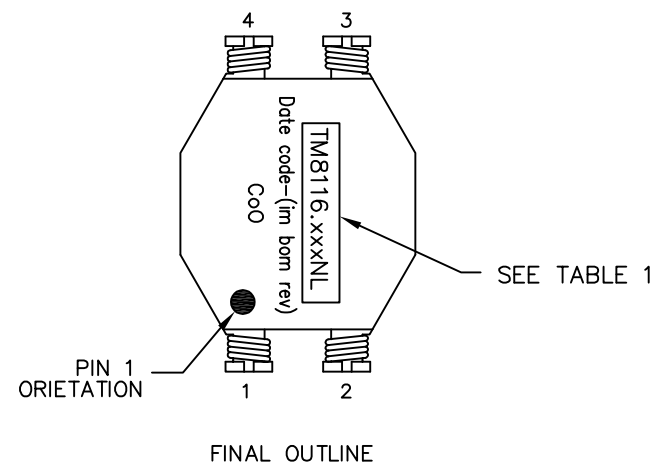 4
3
TM8116.xxxNL
Date code-(im bom rev)
CoO
SEE TABLE 1
PIN 1
ORIETATION
1
2
FINAL OUTLINE